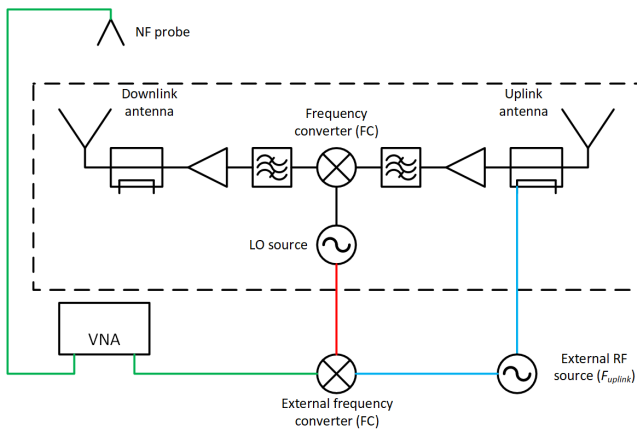 NF probe
Downlink
antenna
Frequency
converter (FC)
Uplink
antenna
LO source
VNA
External frequency
converter (FC)
External RF
source (Fuplink)